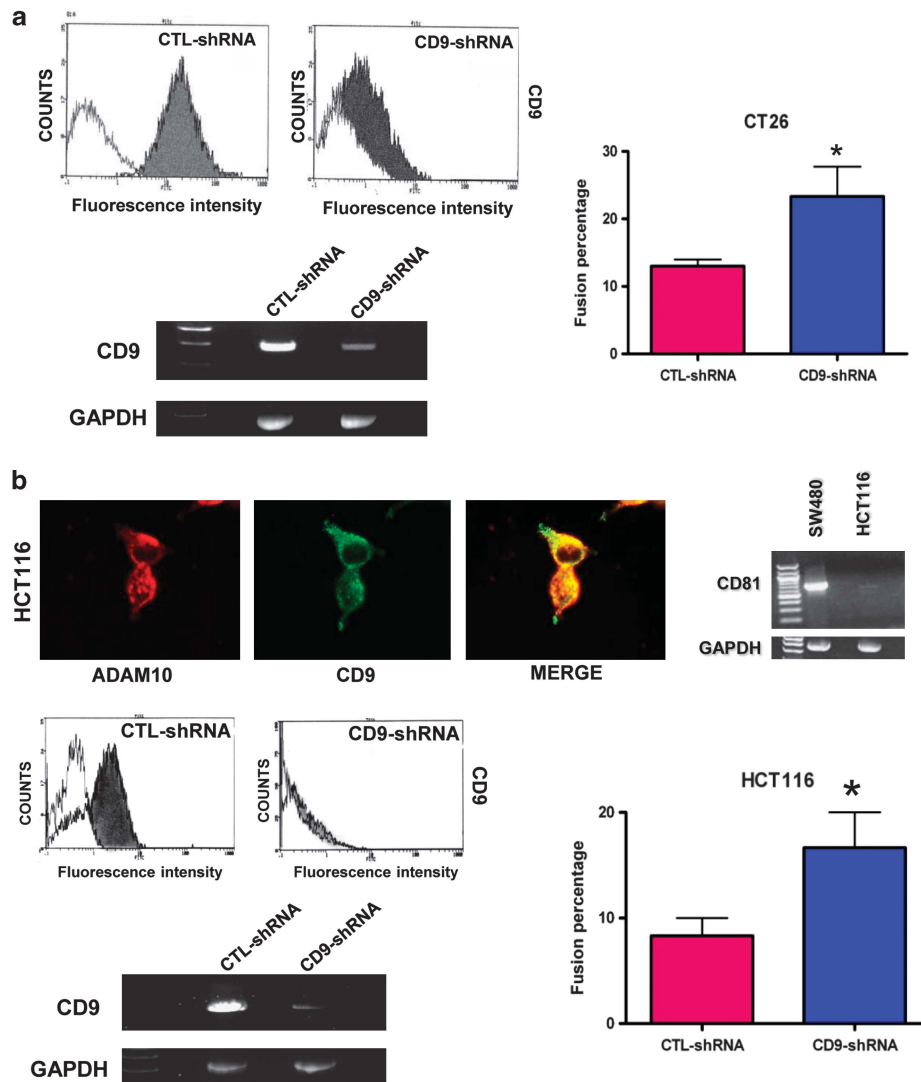 a
CTL-shRNA
COUNTS
Fluorescence intensity
CD9-shRNA
COUNTS
Fluorescence intensity
CD9
CTL-shRNA
CD9-shRNA
CD9
GAPDH
CT26
Fusion percentage
30
20
10
0
*
CTL-shRNA
CD9-shRNA
b
HCT116
ADAM10
CD9
MERGE
SW480
HCT116
CD81
GAPDH
CTL-shRNA
COUNTS
Fluorescence intensity
CD9-shRNA
COUNTS
Fluorescence intensity
CD9
CTL-shRNA
CD9-shRNA
CD9
GAPDH
HCT116
Fusion percentage
20
10
0
*
CTL-shRNA
CD9-shRNA